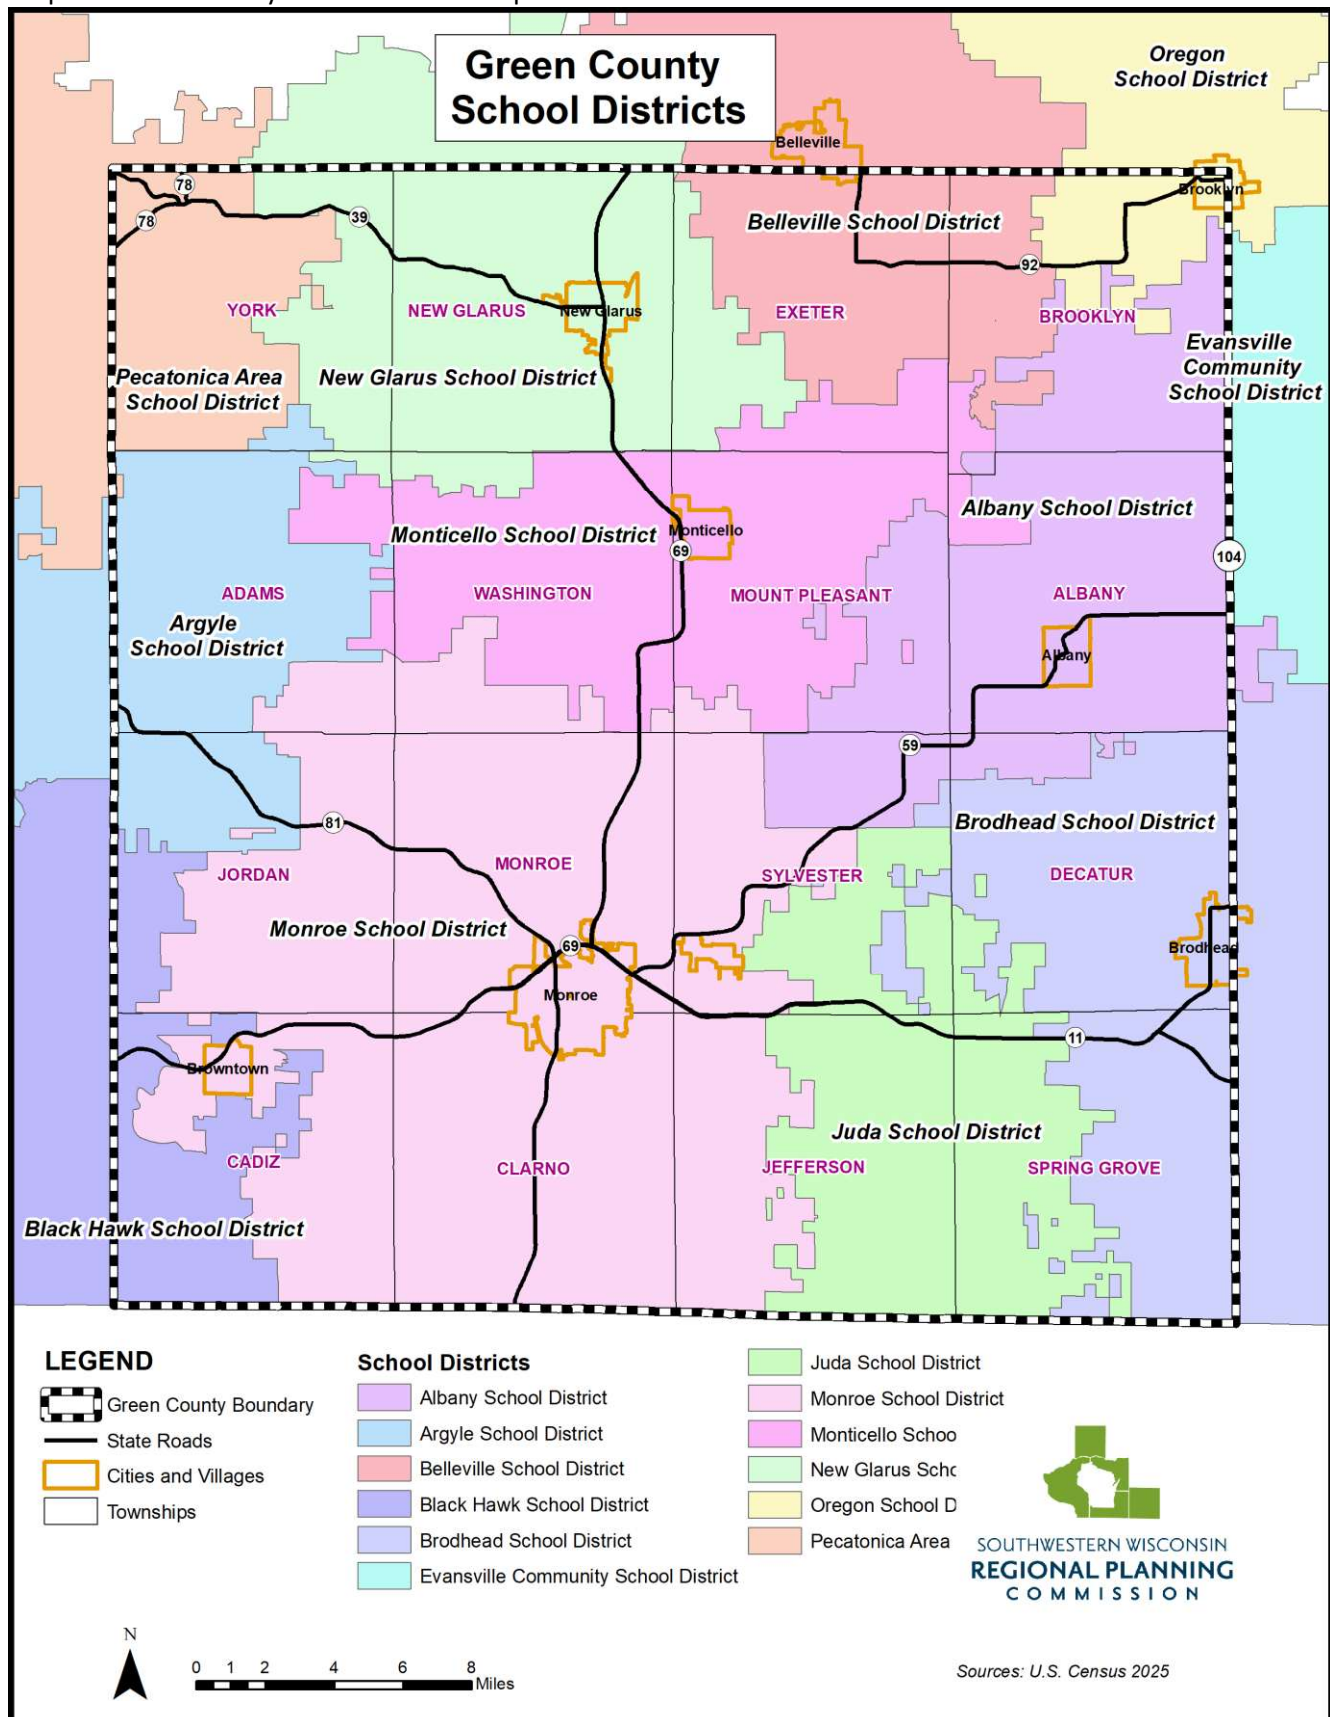 Green County
School Districts
Oregon
School District
Belleville
78
Brooklyn
78
39
Belleville School District
92
New Glarus
YORK
NEW GLARUS
EXETER
BROOKLYN
Evansville
Community
School District
Pecatonica Area
School District
New Glarus School District
Albany School District
Monticello School District
Monticello
69
104
ADAMS
WASHINGTON
MOUNT PLEASANT
ALBANY
Argyle
School District
Albany
59
81
Brodhead School District
MONROE
JORDAN
SYLVESTER
DECATUR
Monroe School District
69
Brodhead
Monroe
11
Browntown
Juda School District
CADIZ
CLARNO
JEFFERSON
SPRING GROVE
Black Hawk School District
LEGEND
Green County Boundary
State Roads
Cities and Villages
Townships
School Districts
Albany School District
Argyle School District
Belleville School District
Black Hawk School District
Brodhead School District
Evansville Community School District
Juda School District
Monroe School District
Monticello Schoo
New Glarus Sch
Oregon School D
Pecatonica Area
SOUTHWESTERN WISCONSIN
REGIONAL PLANNING
COMMISSION
N
0 1 2 4 6 8
Miles
Sources: U.S. Census 2025